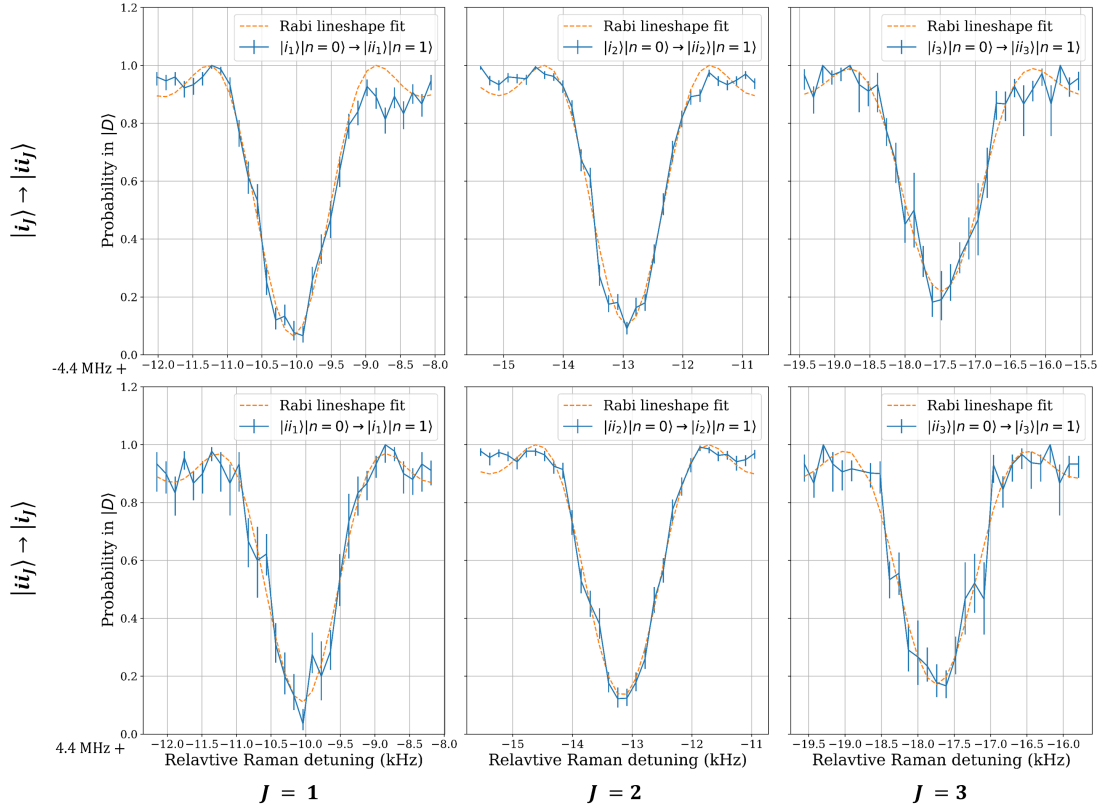 |i_J⟩ → |ii_J⟩
Probability in |D⟩
1.2
1.0
0.8
0.6
0.4
0.2
0.0
Rabi lineshape fit
|i₁⟩|n = 0⟩ → |ii₁⟩|n = 1⟩
−12.0 −11.5 −11.0 −10.5 −10.0 −9.5 −9.0 −8.5 −8.0
Rabi lineshape fit
|i₂⟩|n = 0⟩ → |ii₂⟩|n = 1⟩
−15 −14 −13 −12 −11
Rabi lineshape fit
|i₃⟩|n = 0⟩ → |ii₃⟩|n = 1⟩
−19.5 −19.0 −18.5 −18.0 −17.5 −17.0 −16.5 −16.0 −15.5
-4.4 MHz +
|ii_J⟩ → |i_J⟩
Probability in |D⟩
1.2
1.0
0.8
0.6
0.4
0.2
0.0
Rabi lineshape fit
|ii₁⟩|n = 0⟩ → |i₁⟩|n = 1⟩
−12.0 −11.5 −11.0 −10.5 −10.0 −9.5 −9.0 −8.5 −8.0
Rabi lineshape fit
|ii₂⟩|n = 0⟩ → |i₂⟩|n = 1⟩
−15 −14 −13 −12 −11
Rabi lineshape fit
|ii₃⟩|n = 0⟩ → |i₃⟩|n = 1⟩
−19.5 −19.0 −18.5 −18.0 −17.5 −17.0 −16.5 −16.0
4.4 MHz +
Relavtive Raman detuning (kHz)
Relavtive Raman detuning (kHz)
Relavtive Raman detuning (kHz)
J = 1
J = 2
J = 3